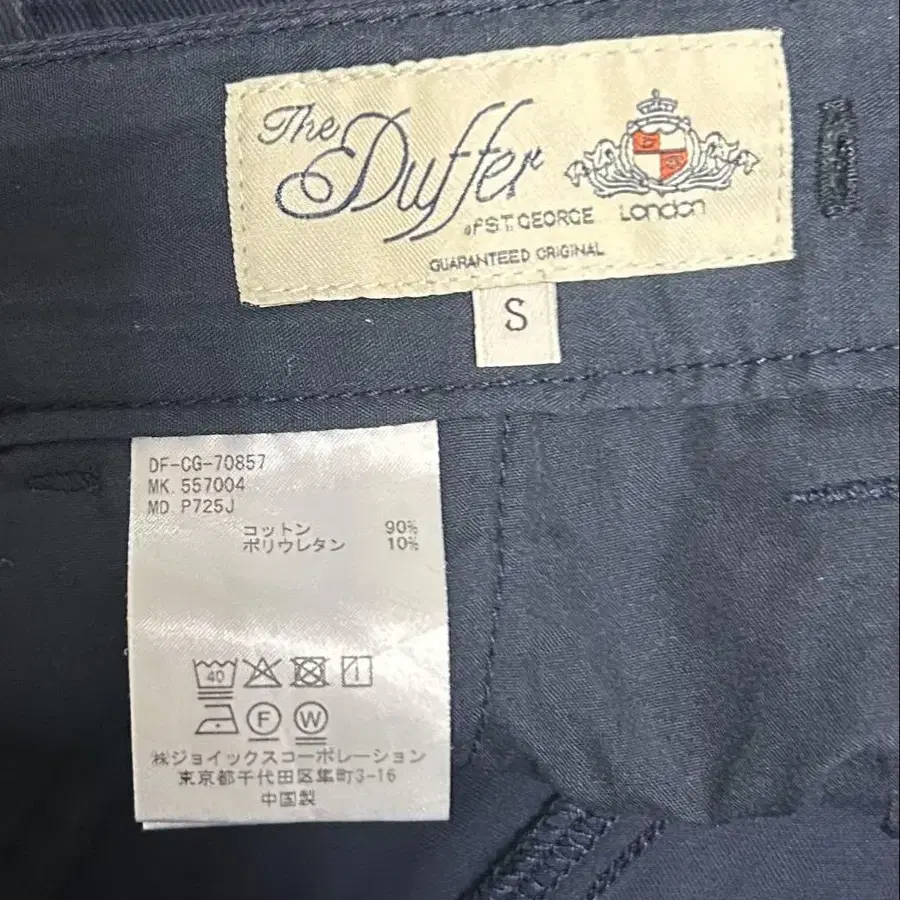 The Duffer
of ST. GEORGE
London
GUARANTEED ORIGINAL
S
DF-CG-70857
MK. 557004
MD. P725J
コットン 90%
ポリウレタン 10%
40
F W
㈱ジョイックスコーポレーション
東京都千代田区隼町3-16
中国製